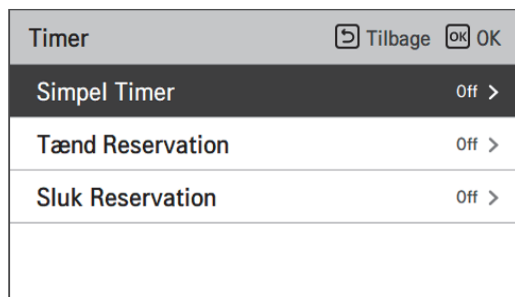 Timer Tilbage OK OK
Simpel Timer Off >
Tænd Reservation Off >
Sluk Reservation Off >